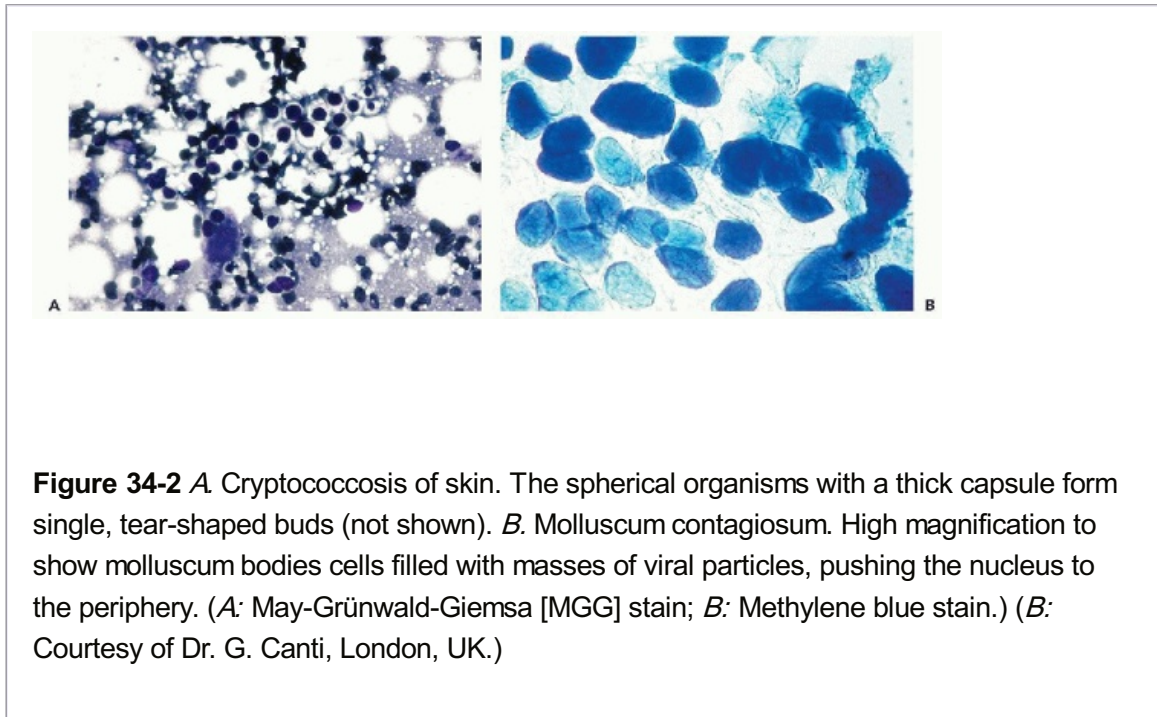 A B
Figure 34-2 A. Cryptococcosis of skin. The spherical organisms with a thick capsule form
single, tear-shaped buds (not shown). B. Molluscum contagiosum. High magnification to
show molluscum bodies cells filled with masses of viral particles, pushing the nucleus to
the periphery. (A: May-Grünwald-Giemsa [MGG] stain; B: Methylene blue stain.) (B:
Courtesy of Dr. G. Canti, London, UK.)